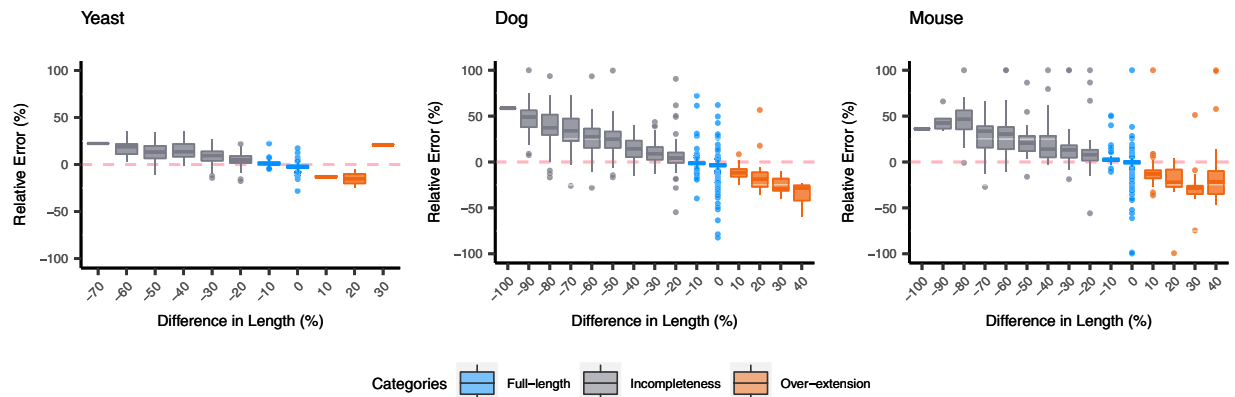 Yeast
Relative Error (%)
100
50
0
−50
−100
−70 −60 −50 −40 −30 −20 −10 0 10 20 30
Difference in Length (%)
Dog
Relative Error (%)
100
50
0
−50
−100
−100 −90 −80 −70 −60 −50 −40 −30 −20 −10 0 10 20 30 40
Difference in Length (%)
Mouse
Relative Error (%)
100
50
0
−50
−100
−100 −90 −80 −70 −60 −50 −40 −30 −20 −10 0 10 20 30 40
Difference in Length (%)
Categories Full−length Incompleteness Over−extension